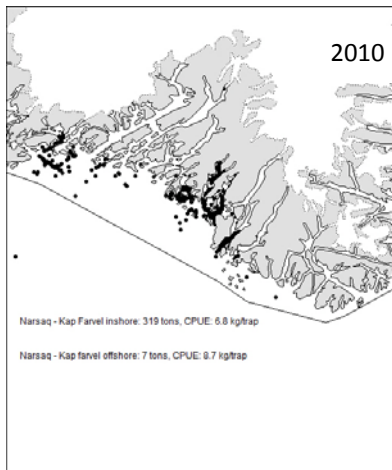 2010
Narsaq - Kap Farvel inshore: 319 tons, CPUE: 6.8 kg/trap
Narsaq - Kap farvel offshore: 7 tons, CPUE: 8.7 kg/trap